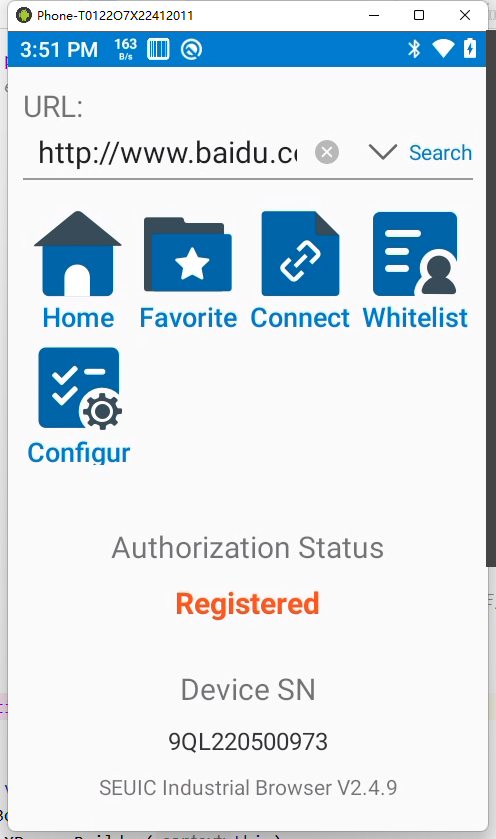 Phone-T0122O7X22412011
3:51 PM 163 B/s
URL:
http://www.baidu.c
Search
Home Favorite Connect Whitelist
Configur
Authorization Status
Registered
Device SN
9QL220500973
SEUIC Industrial Browser V2.4.9